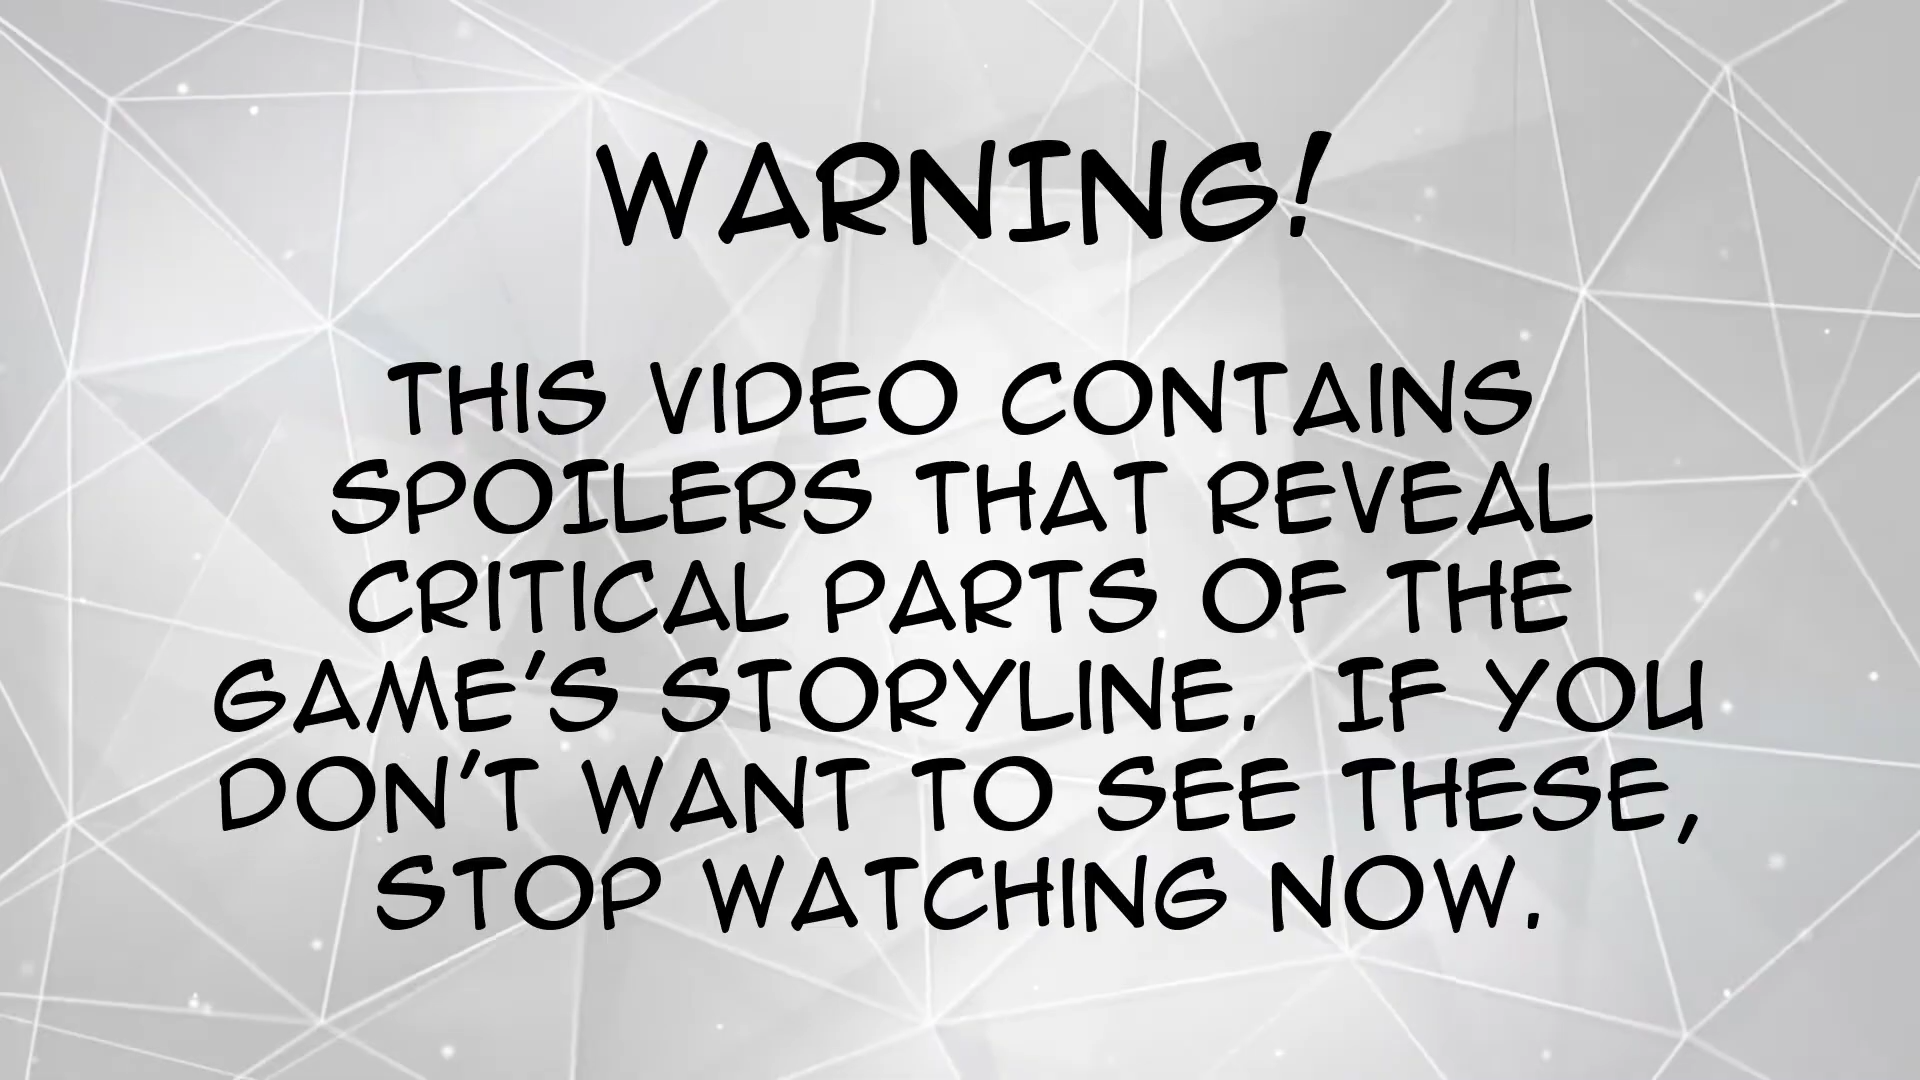 WARNING!
THIS VIDEO CONTAINS
SPOILERS THAT REVEAL
CRITICAL PARTS OF THE
GAME'S STORYLINE.  IF YOU
DON'T WANT TO SEE THESE,
STOP WATCHING NOW.